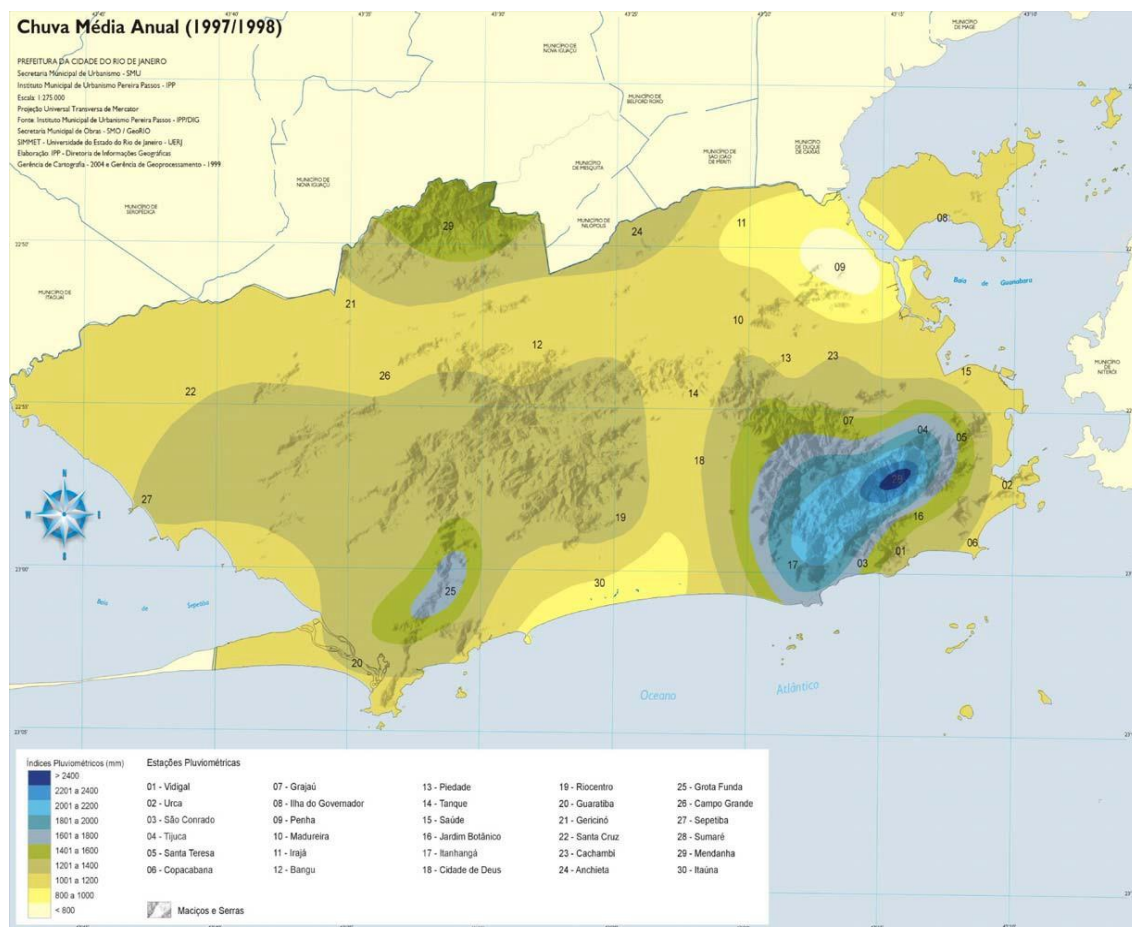 Chuva Média Anual (1997/1998)
PREFEITURA DA CIDADE DO RIO DE JANEIRO
Secretaria Municipal de Urbanismo - SMU
Instituto Municipal de Urbanismo Pereira Passos - IPP
Escala: 1:275.000
Projeção Universal Transversa de Mercator
Fonte: Instituto Municipal de Urbanismo Pereira Passos - IPP/DIG
Secretaria Municipal de Obras - SMO / GeoRIO
SIMMET - Universidade do Estado do Rio de Janeiro - UERJ
Elaboração: IPP - Diretoria de Informações Geográficas
Gerência de Cartografia - 2004 e Gerência de Geoprocessamento - 1999
MUNICÍPIO DE MAGÉ
MUNICÍPIO DE NOVA IGUAÇU
MUNICÍPIO DE BELFORD ROXO
MUNICÍPIO DE DUQUE DE CAXIAS
MUNICÍPIO DE SÃO JOÃO DE MERITI
MUNICÍPIO DE MESQUITA
MUNICÍPIO DE NOVA IGUAÇU
MUNICÍPIO DE SEROPÉDICA
MUNICÍPIO DE NILÓPOLIS
MUNICÍPIO DE ITAGUAÍ
MUNICÍPIO DE NITERÓI
Baía de Guanabara
Baía de Sepetiba
Oceano Atlântico
N
W
E
S
29
24
11
08
09
21
10
12
13
23
15
26
22
14
07
04
05
18
28
02
27
19
16
06
01
03
17
25
30
20
Índices Pluviométricos (mm)
> 2400
2201 a 2400
2001 a 2200
1801 a 2000
1601 a 1800
1401 a 1600
1201 a 1400
1001 a 1200
800 a 1000
< 800
Estações Pluviométricas
01 - Vidigal
02 - Urca
03 - São Conrado
04 - Tijuca
05 - Santa Teresa
06 - Copacabana
07 - Grajaú
08 - Ilha do Governador
09 - Penha
10 - Madureira
11 - Irajá
12 - Bangu
13 - Piedade
14 - Tanque
15 - Saúde
16 - Jardim Botânico
17 - Itanhangá
18 - Cidade de Deus
19 - Riocentro
20 - Guaratiba
21 - Gericinó
22 - Santa Cruz
23 - Cachambi
24 - Anchieta
25 - Grota Funda
26 - Campo Grande
27 - Sepetiba
28 - Sumaré
29 - Mendanha
30 - Itaúna
Maciços e Serras